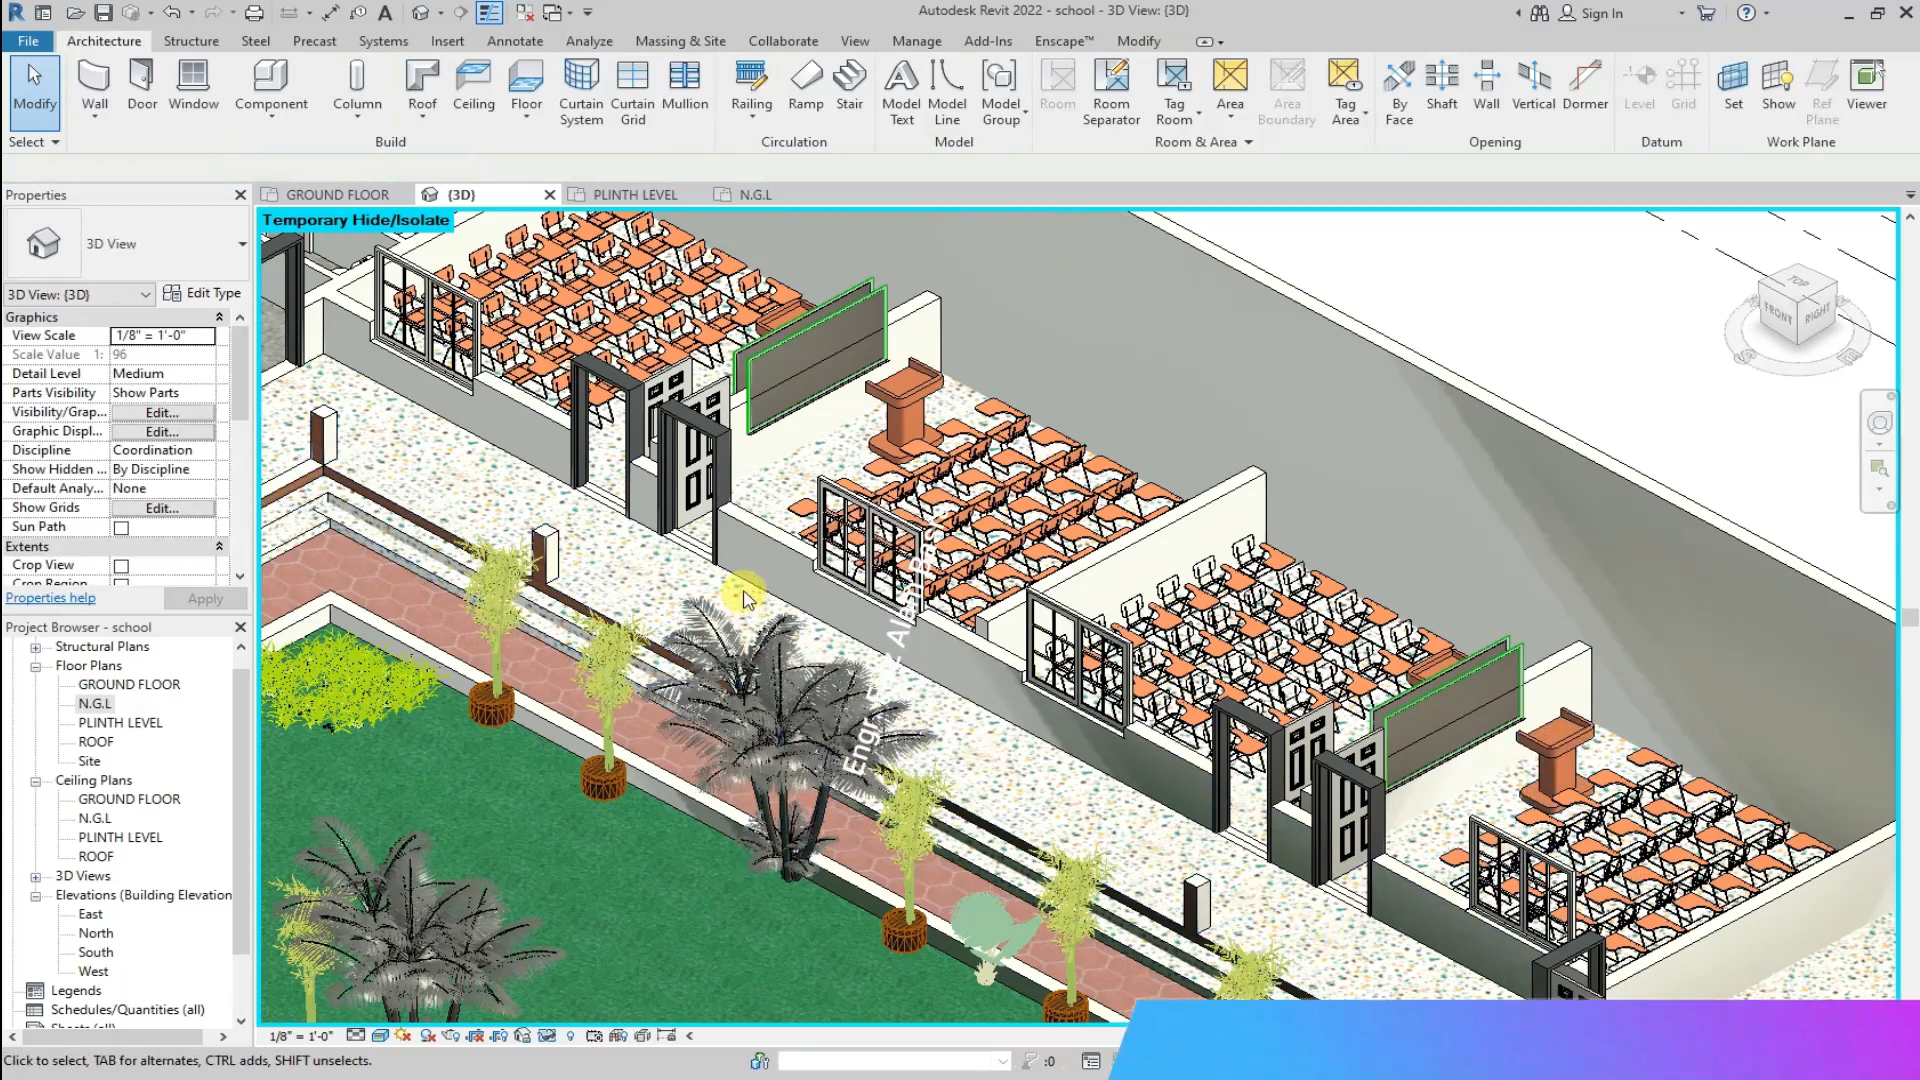 Autodesk Revit 2022 - school - 3D View: {3D}
Sign In
File
Architecture
Structure
Steel
Precast
Systems
Insert
Annotate
Analyze
Massing & Site
Collaborate
View
Manage
Add-Ins
Enscape™
Modify
Modify
Wall
Door
Window
Component
Column
Roof
Ceiling
Floor
Curtain
System
Curtain
Grid
Mullion
Railing
Ramp
Stair
Model
Text
Model
Line
Model
Group
Room
Room
Separator
Tag
Room
Area
Area
Boundary
Tag
Area
By
Face
Shaft
Wall
Vertical
Dormer
Level
Grid
Set
Show
Ref
Plane
Viewer
Select
Build
Circulation
Model
Room & Area
Opening
Datum
Work Plane
Properties
GROUND FLOOR
{3D}
PLINTH LEVEL
N.G.L
Temporary Hide/Isolate
3D View
3D View: {3D}
Edit Type
Graphics
View Scale
1/8" = 1'-0"
Scale Value 1:
96
Detail Level
Medium
Parts Visibility
Show Parts
Visibility/Grap...
Edit...
Graphic Displ...
Edit...
Discipline
Coordination
Show Hidden ...
By Discipline
Default Analy...
None
Show Grids
Edit...
Sun Path
Extents
Crop View
Crop Region
Properties help
Apply
Project Browser - school
Structural Plans
Floor Plans
GROUND FLOOR
N.G.L
PLINTH LEVEL
ROOF
Site
Ceiling Plans
GROUND FLOOR
N.G.L
PLINTH LEVEL
ROOF
3D Views
Elevations (Building Elevation
East
North
South
West
Legends
Schedules/Quantities (all)
Sheets (all)
TOP
FRONT
RIGHT
1/8" = 1'-0"
Click to select, TAB for alternates, CTRL adds, SHIFT unselects.
:0